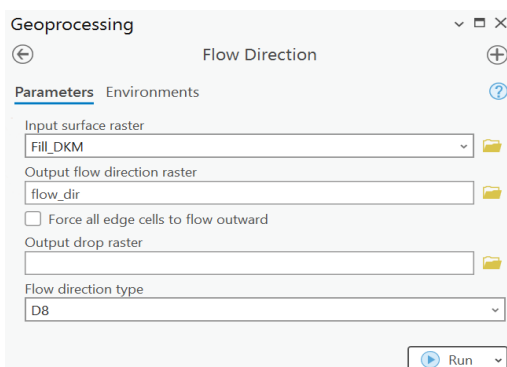 Geoprocessing
Flow Direction
Parameters Environments
Input surface raster
Fill_DKM
Output flow direction raster
flow_dir
Force all edge cells to flow outward
Output drop raster
Flow direction type
D8
Run